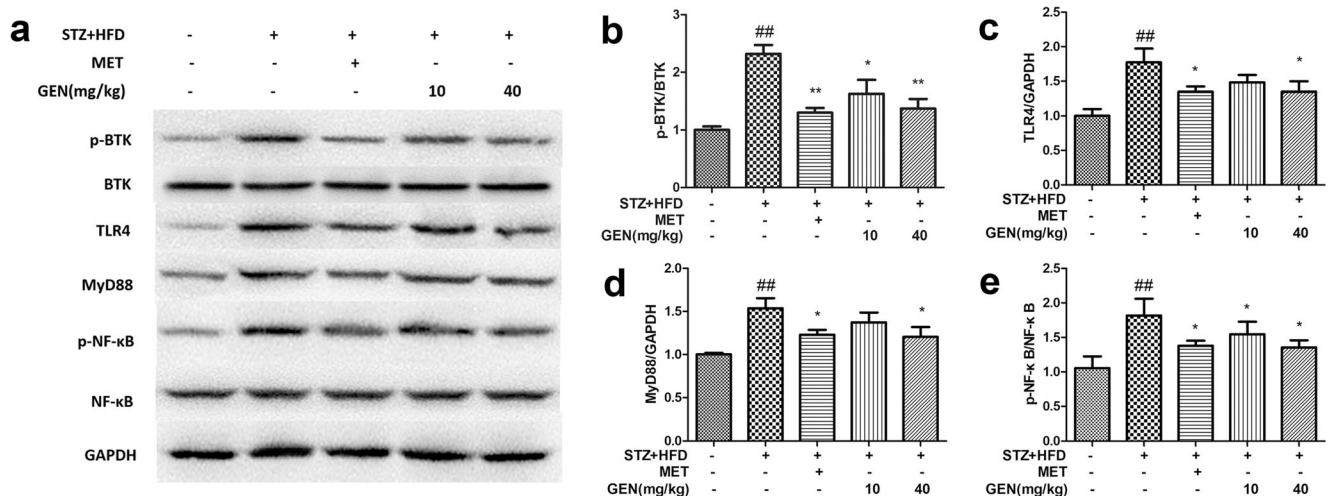 a
STZ+HFD - + + + +
MET - - + - -
GEN(mg/kg) - - - 10 40
p-BTK
BTK
TLR4
MyD88
p-NF-κB
NF-κB
GAPDH
b
p-BTK/BTK
3
2
1
0
## ** * **
STZ+HFD - + + + +
MET - - + - -
GEN(mg/kg) - - - 10 40
c
TLR4/GAPDH
2.5
2.0
1.5
1.0
0.5
0.0
## * *
STZ+HFD - + + + +
MET - - + - -
GEN(mg/kg) - - - 10 40
d
MyD88/GAPDH
2.0
1.5
1.0
0.5
0.0
## * *
STZ+HFD - + + + +
MET - - + - -
GEN(mg/kg) - - - 10 40
e
p-NF-κ B/NF-κ B
2.5
2.0
1.5
1.0
0.5
0.0
## * * *
STZ+HFD - + + + +
MET - - + - -
GEN(mg/kg) - - - 10 40